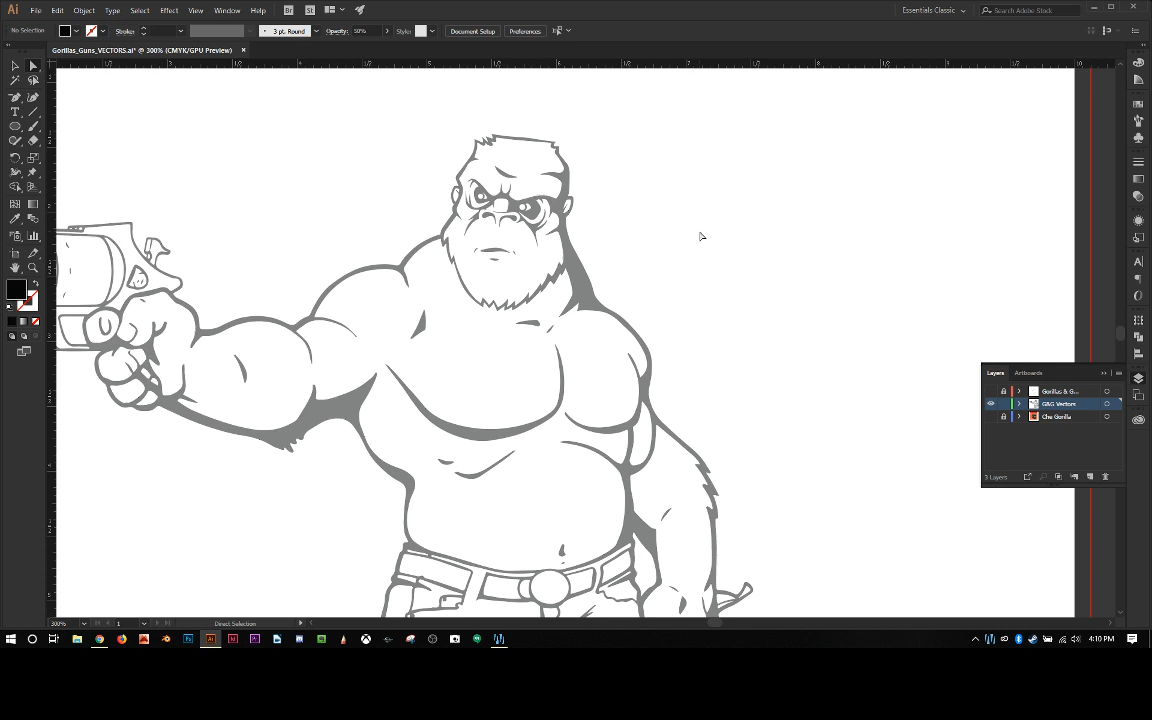 Ai File Edit Object Type Select Effect View Window Help Br St Essentials Classic Search Adobe Stock
No Selection Stroke: 3 pt. Round Opacity: 50% Style: Document Setup Preferences
Gorillas_Guns_VECTORS.ai* @ 300% (CMYK/GPU Preview) ×
Layers Artboards
Gorillas & G...
G&G Vectors
Che Gorilla
3 Layers
300% 1 Direct Selection
4:10 PM